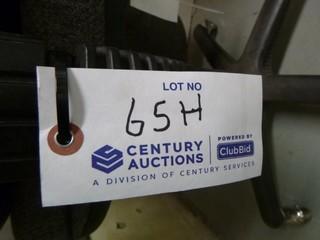 LOT NO
65H
CENTURY
AUCTIONS
POWERED BY
ClubBid
A DIVISION OF CENTURY SERVICES